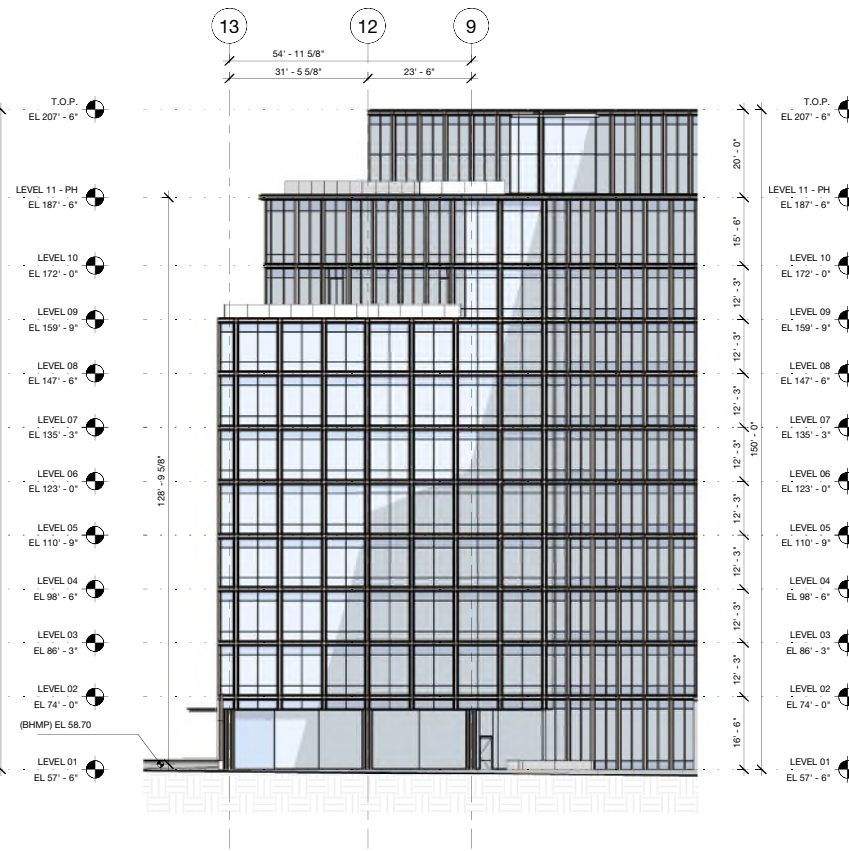 13
12
9
54' - 11 5/8"
31' - 5 5/8"
23' - 6"
T.O.P.
EL 207' - 6"
LEVEL 11 - PH
EL 187' - 6"
LEVEL 10
EL 172' - 0"
LEVEL 09
EL 159' - 9"
LEVEL 08
EL 147' - 6"
LEVEL 07
EL 135' - 3"
LEVEL 06
EL 123' - 0"
LEVEL 05
EL 110' - 9"
LEVEL 04
EL 98' - 6"
LEVEL 03
EL 86' - 3"
LEVEL 02
EL 74' - 0"
(BHMP) EL 58.70
LEVEL 01
EL 57' - 6"
128' - 9 5/8"
20' - 0"
15' - 6"
12' - 3"
12' - 3"
12' - 3"
12' - 3"
12' - 3"
12' - 3"
12' - 3"
12' - 3"
16' - 6"
150' - 0"
T.O.P.
EL 207' - 6"
LEVEL 11 - PH
EL 187' - 6"
LEVEL 10
EL 172' - 0"
LEVEL 09
EL 159' - 9"
LEVEL 08
EL 147' - 6"
LEVEL 07
EL 135' - 3"
LEVEL 06
EL 123' - 0"
LEVEL 05
EL 110' - 9"
LEVEL 04
EL 98' - 6"
LEVEL 03
EL 86' - 3"
LEVEL 02
EL 74' - 0"
LEVEL 01
EL 57' - 6"